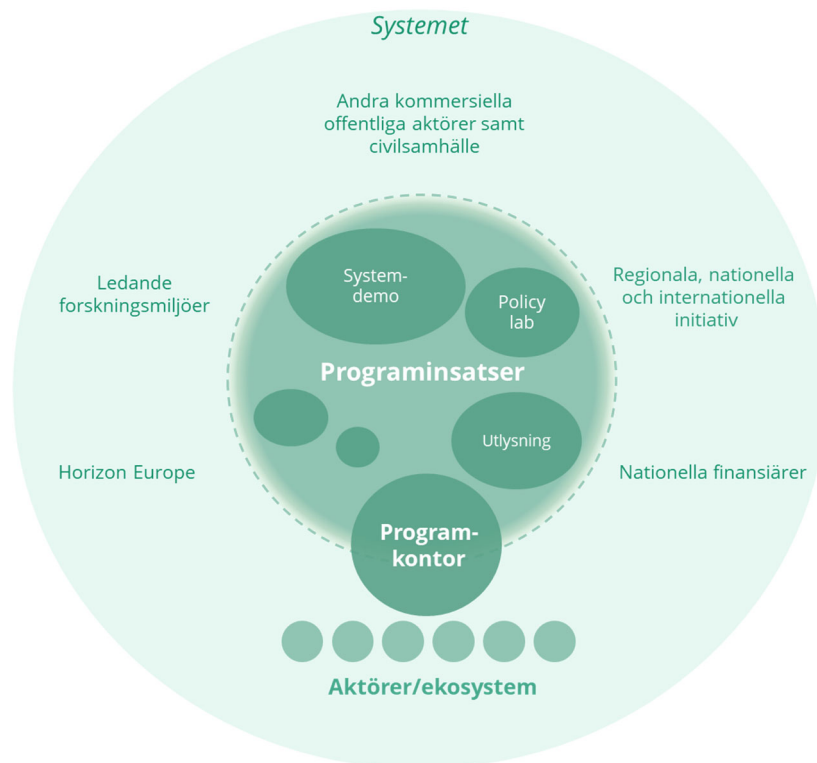 Systemet
Andra kommersiella
offentliga aktörer samt
civilsamhälle
Ledande
forskningsmiljöer
System-
demo
Policy
lab
Regionala, nationella
och internationella
initiativ
Programinsatser
Horizon Europe
Utlysning
Nationella finansiärer
Program-
kontor
Aktörer/ekosystem